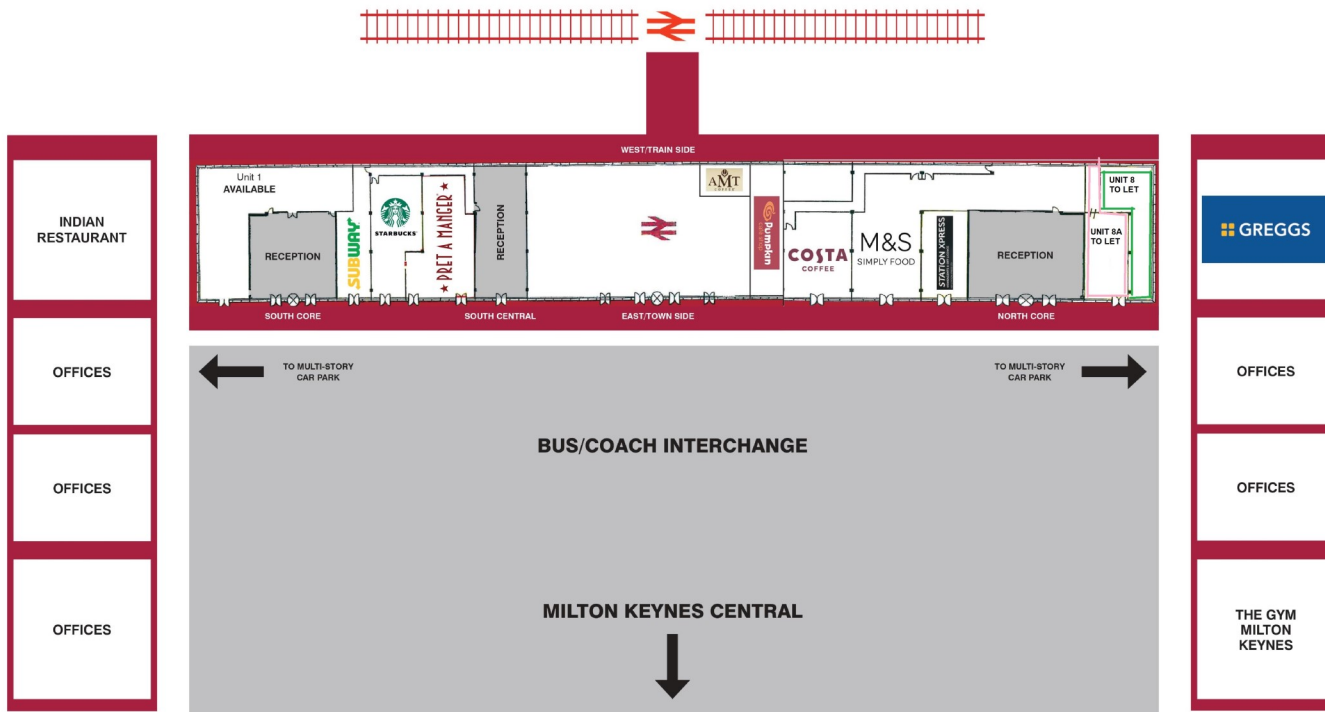 WEST/TRAIN SIDE
Unit 1
AVAILABLE
RECEPTION
SUBWAY
STARBUCKS
PRET A MANGER
RECEPTION
AMT
COFFEE
Pumpkin
COSTA
COFFEE
M&S
SIMPLY FOOD
STATION XPRESS
RECEPTION
UNIT 8
TO LET
UNIT 8A
TO LET
SOUTH CORE
SOUTH CENTRAL
EAST/TOWN SIDE
NORTH CORE
INDIAN
RESTAURANT
OFFICES
OFFICES
OFFICES
TO MULTI-STORY
CAR PARK
TO MULTI-STORY
CAR PARK
BUS/COACH INTERCHANGE
MILTON KEYNES CENTRAL
GREGGS
OFFICES
OFFICES
THE GYM
MILTON
KEYNES